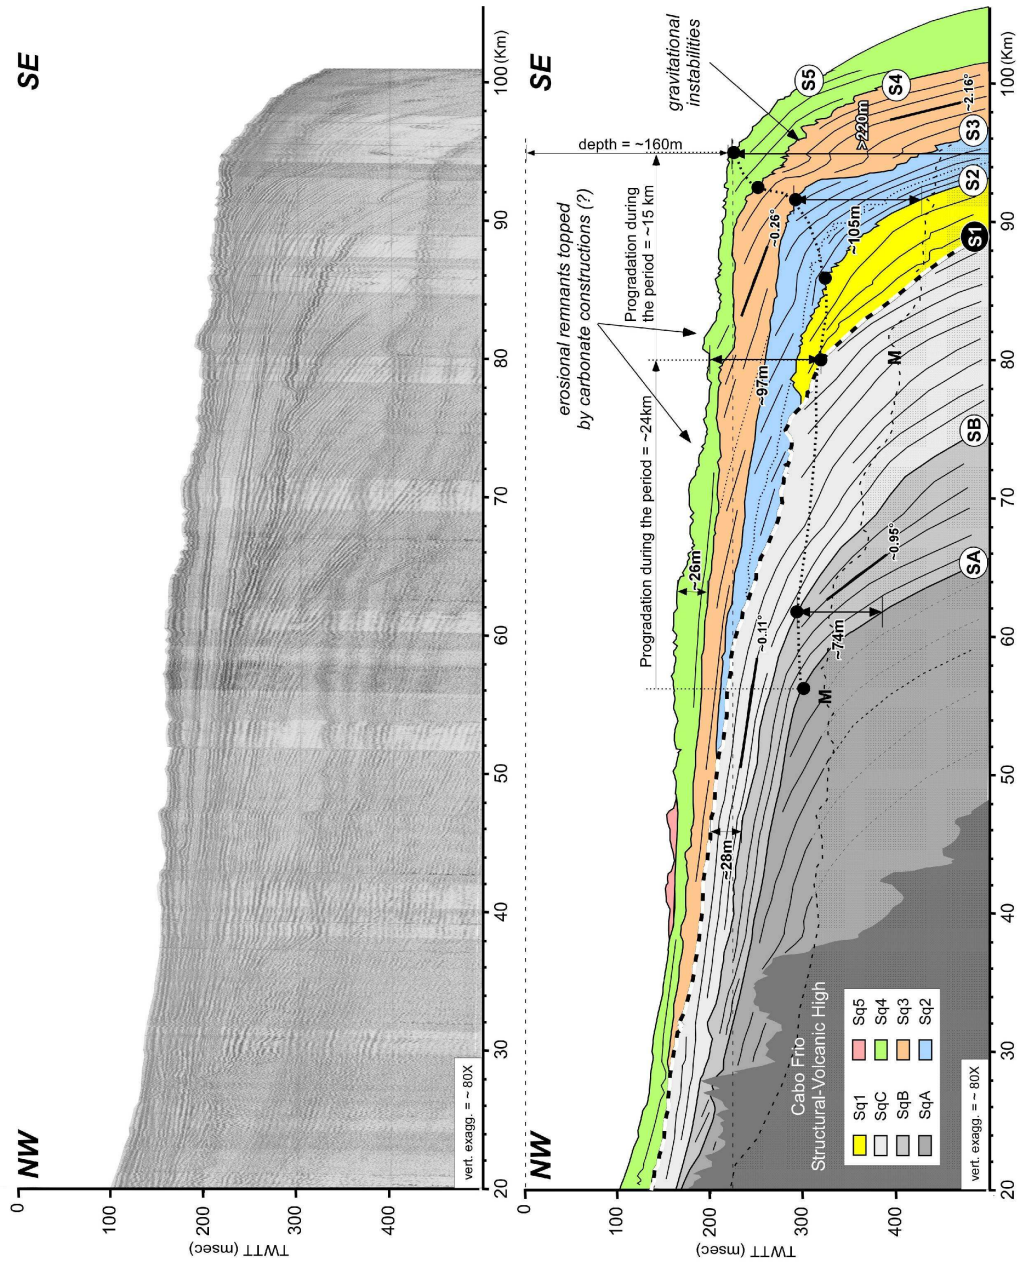 NW
SE
TWTT (msec)
0
100
200
300
400
vert. exagg. = ~ 80X
20
30
40
50
60
70
80
90
100 (Km)
NW
SE
TWTT (msec)
0
100
200
300
400
depth = ~160m
Progradation during the period = ~24km
Progradation during
the period = ~15 km
erosional remnants topped
by carbonate constructions (?)
gravitational
instabilities
~26m
~28m
~97m
~105m
>220m
~74m
~0.11°
~0.26°
~0.95°
~2.16°
M
M
SA
SB
S1
S2
S3
S4
S5
Cabo Frio
Structural-Volcanic High
Sq1
SqC
SqB
SqA
Sq5
Sq4
Sq3
Sq2
vert. exagg. = ~ 80X
20
30
40
50
60
70
80
90
100 (Km)